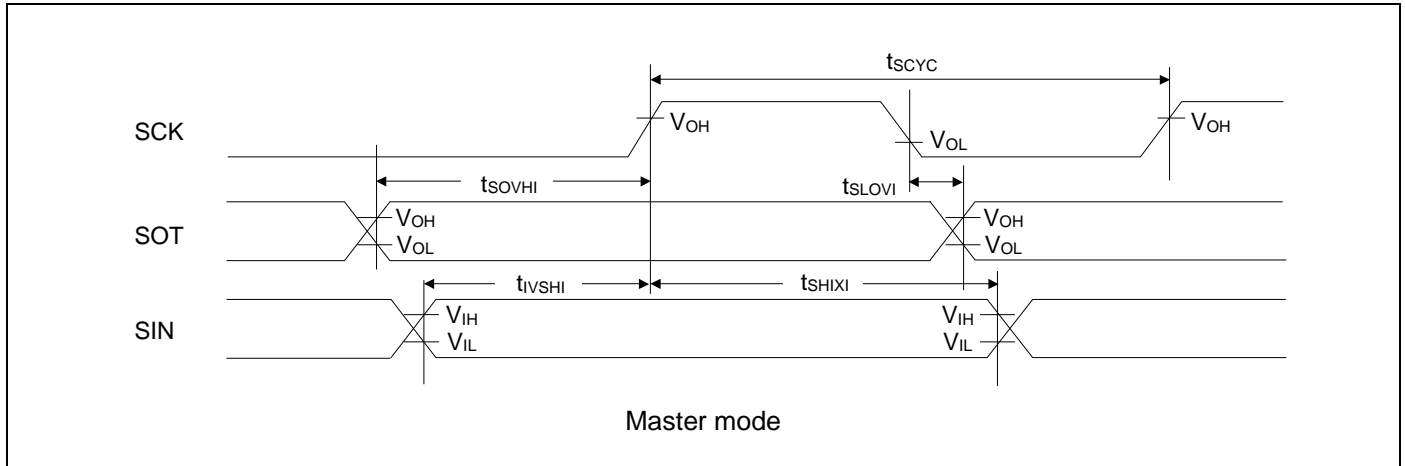 tSCYC
SCK VOH VOL VOH
tSOVHI tSLOVI
SOT VOH VOH
VOL VOL
tIVSHI tSHIXI
SIN VIH VIH
VIL VIL
Master mode